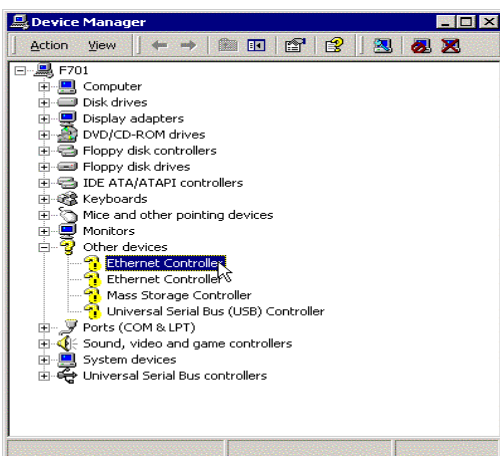 Device Manager
Action View
F701
Computer
Disk drives
Display adapters
DVD/CD-ROM drives
Floppy disk controllers
Floppy disk drives
IDE ATA/ATAPI controllers
Keyboards
Mice and other pointing devices
Monitors
Other devices
Ethernet Controller
Ethernet Controller
Mass Storage Controller
Universal Serial Bus (USB) Controller
Ports (COM & LPT)
Sound, video and game controllers
System devices
Universal Serial Bus controllers